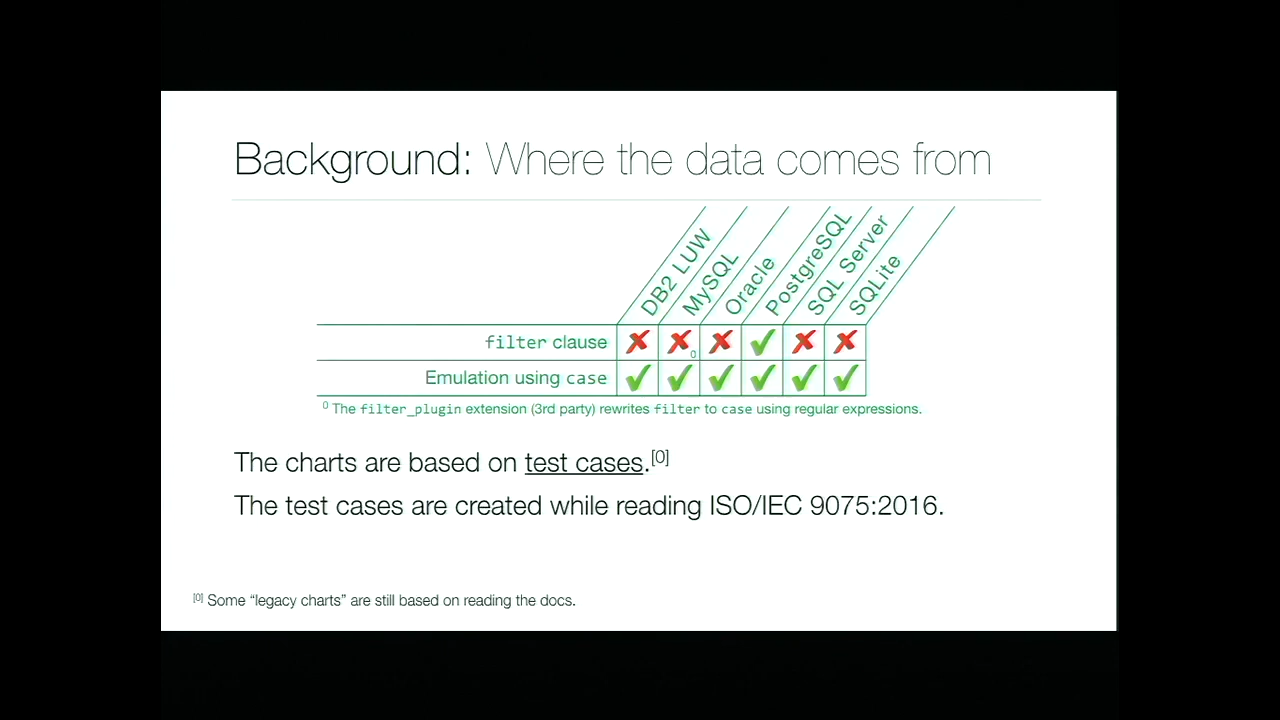 Background: Where the data comes from
DB2 LUW
MySQL
Oracle
PostgreSQL
SQL Server
SQLite
filter clause
0
Emulation using case
0 The filter_plugin extension (3rd party) rewrites filter to case using regular expressions.
The charts are based on test cases.[0]
The test cases are created while reading ISO/IEC 9075:2016.
[0] Some “legacy charts” are still based on reading the docs.